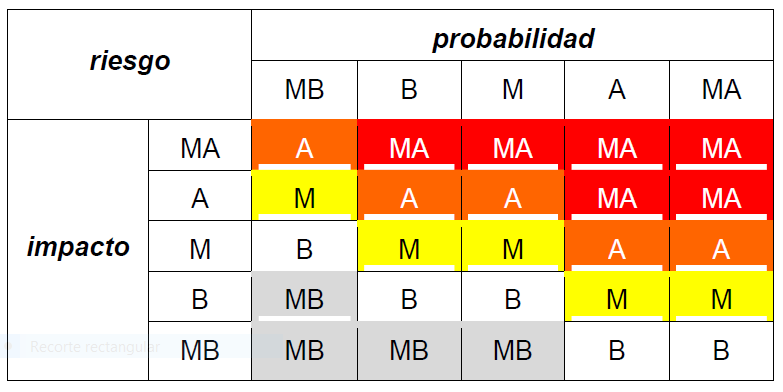 riesgo probabilidad
MB B M A MA
impacto
MA A MA MA MA MA
A M A A MA MA
M B M M A A
B MB B B M M
MB MB MB MB B B
Recorte rectangular